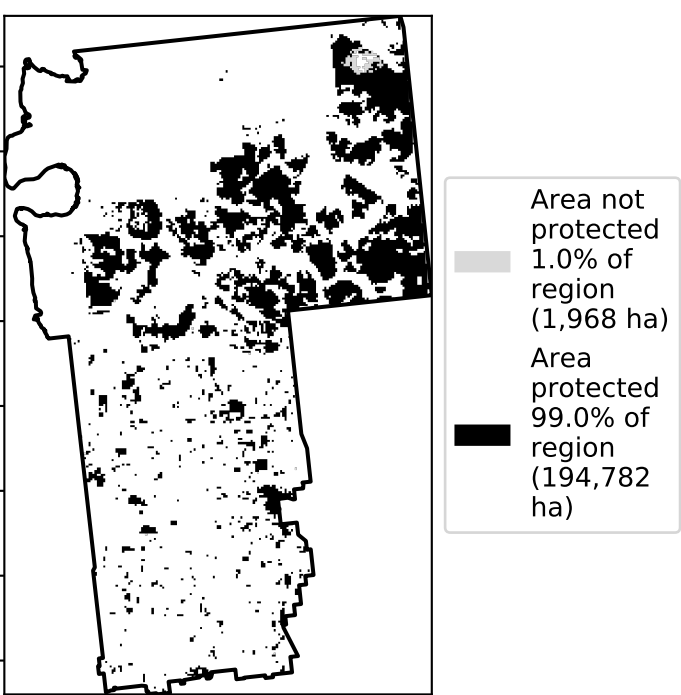 Area not
protected
1.0% of
region
(1,968 ha)
Area
protected
99.0% of
region
(194,782
ha)